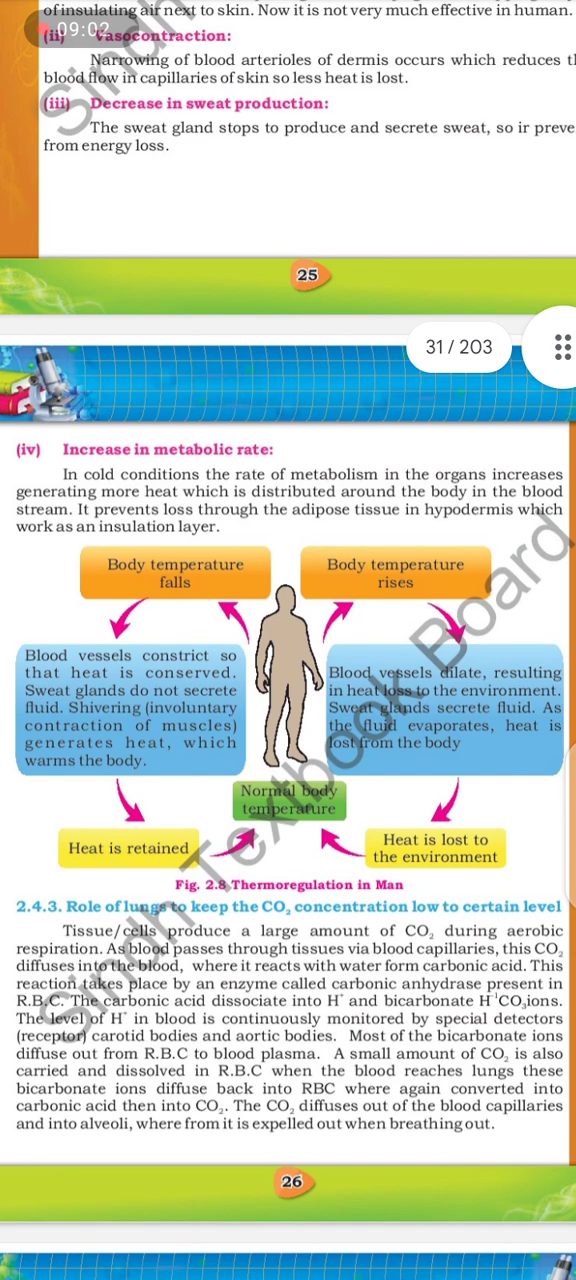 of insulating air next to skin. Now it is not very much effective in human.
09:02
(ii) Vasocontraction:
Narrowing of blood arterioles of dermis occurs which reduces th
blood flow in capillaries of skin so less heat is lost.
(iii) Decrease in sweat production:
The sweat gland stops to produce and secrete sweat, so ir preve
from energy loss.
25
31 / 203
(iv) Increase in metabolic rate:
In cold conditions the rate of metabolism in the organs increases
generating more heat which is distributed around the body in the blood
stream. It prevents loss through the adipose tissue in hypodermis which
work as an insulation layer.
Body temperature
falls
Body temperature
rises
Blood vessels constrict so
that heat is conserved.
Sweat glands do not secrete
fluid. Shivering (involuntary
contraction of muscles)
generates heat, which
warms the body.
Blood vessels dilate, resulting
in heat loss to the environment.
Sweat glands secrete fluid. As
the fluid evaporates, heat is
lost from the body
Normal body
temperature
Heat is retained
Heat is lost to
the environment
Fig. 2.8 Thermoregulation in Man
2.4.3. Role of lungs to keep the CO₂ concentration low to certain level
Tissue/cells produce a large amount of CO₂ during aerobic
respiration. As blood passes through tissues via blood capillaries, this CO₂
diffuses into the blood, where it reacts with water form carbonic acid. This
reaction takes place by an enzyme called carbonic anhydrase present in
R.B.C. The carbonic acid dissociate into H⁺ and bicarbonate H⁻¹CO₃ions.
The level of H⁺ in blood is continuously monitored by special detectors
(receptor) carotid bodies and aortic bodies. Most of the bicarbonate ions
diffuse out from R.B.C to blood plasma. A small amount of CO₂ is also
carried and dissolved in R.B.C when the blood reaches lungs these
bicarbonate ions diffuse back into RBC where again converted into
carbonic acid then into CO₂. The CO₂ diffuses out of the blood capillaries
and into alveoli, where from it is expelled out when breathing out.
26
Sindh
Sindh Textbook Board